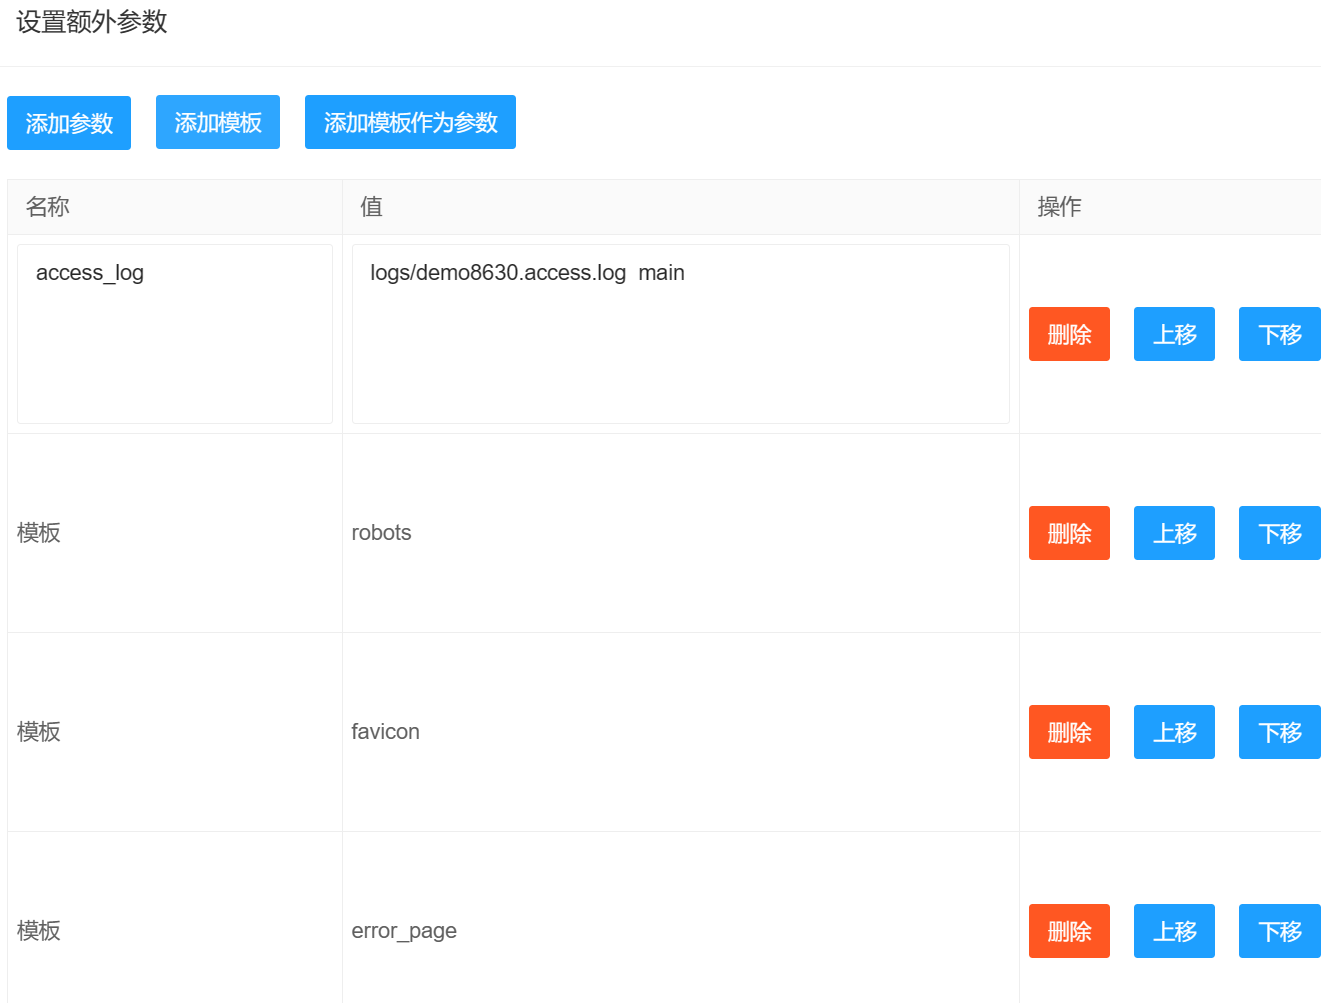 设置额外参数
添加参数 添加模板 添加模板作为参数
名称 值 操作
access_log logs/demo8630.access.log  main
删除 上移 下移
模板 robots 删除 上移 下移
模板 favicon 删除 上移 下移
模板 error_page 删除 上移 下移